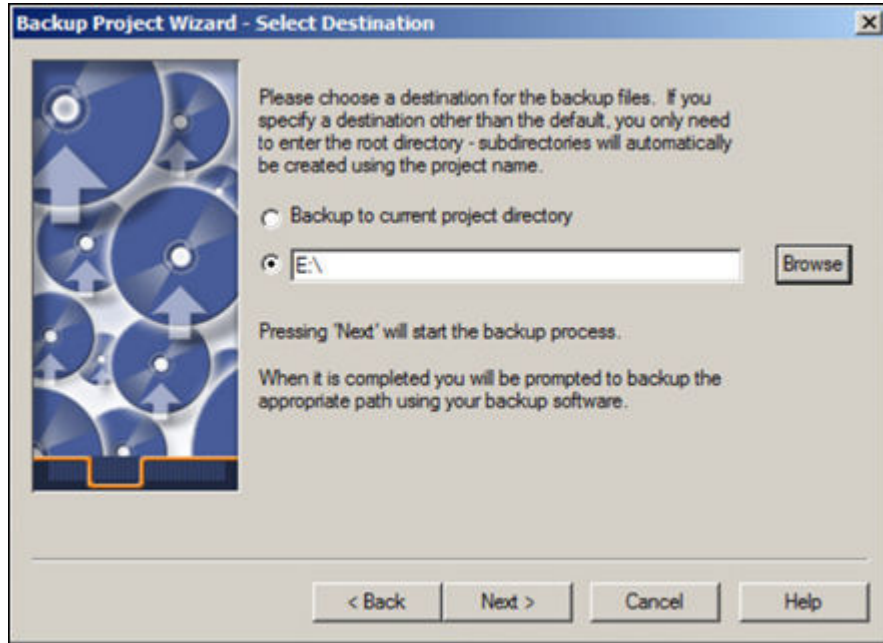 Backup Project Wizard - Select Destination
Please choose a destination for the backup files. If you
specify a destination other than the default, you only need
to enter the root directory - subdirectories will automatically
be created using the project name.
Backup to current project directory
E:\
Browse
Pressing 'Next' will start the backup process.
When it is completed you will be prompted to backup the
appropriate path using your backup software.
< Back
Next >
Cancel
Help